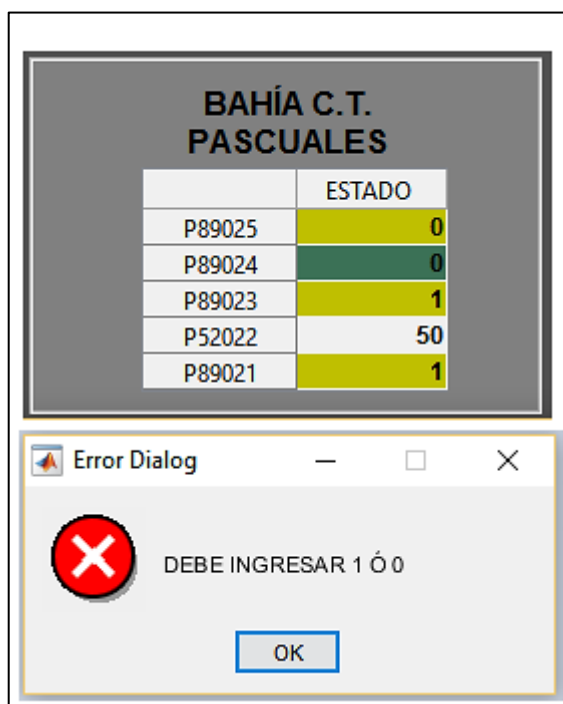 BAHÍA C.T.
PASCUALES
ESTADO
P89025 0
P89024 0
P89023 1
P52022 50
P89021 1
Error Dialog
DEBE INGRESAR 1 Ó 0
OK